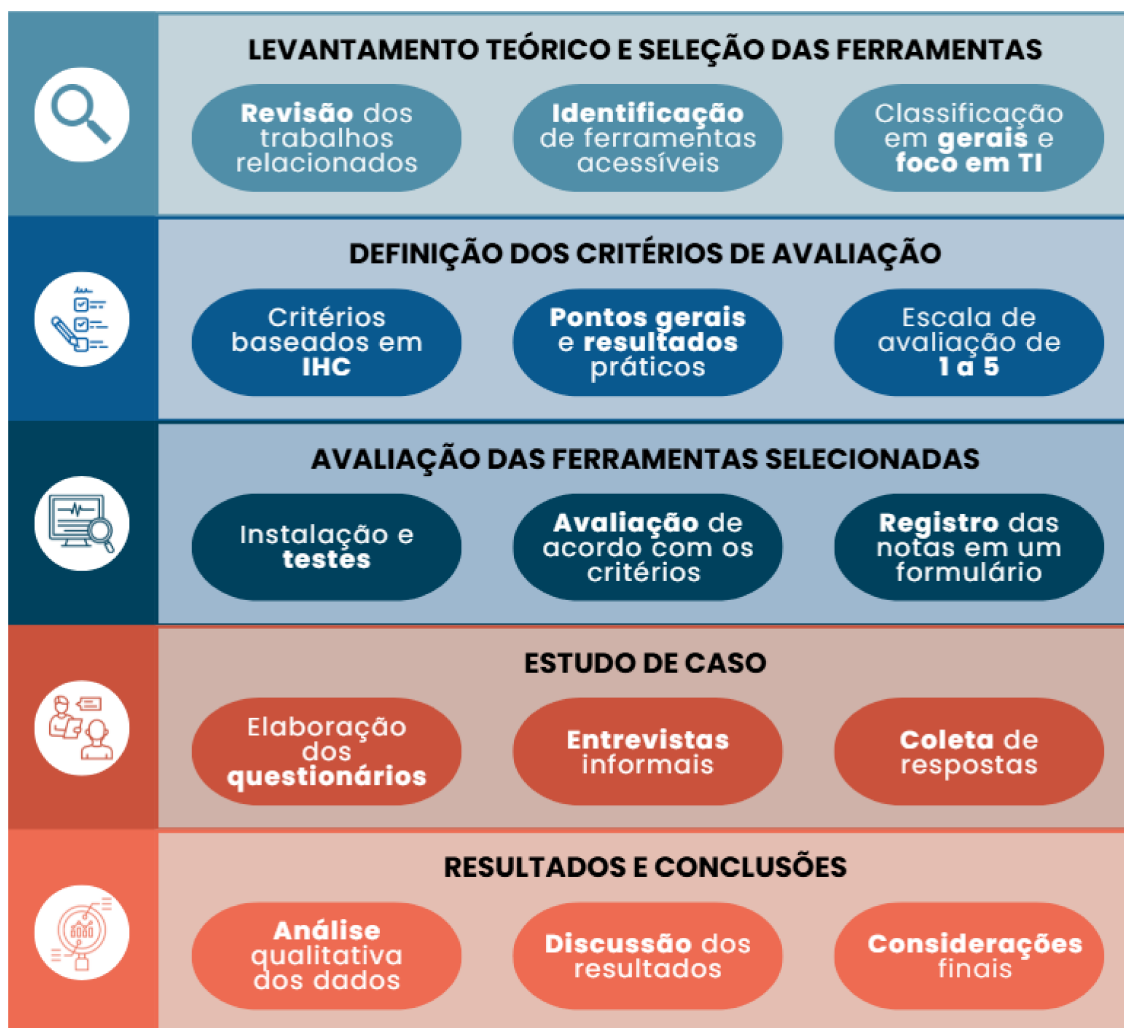 LEVANTAMENTO TEÓRICO E SELEÇÃO DAS FERRAMENTAS
Revisão dos
trabalhos
relacionados
Identificação
de ferramentas
acessíveis
Classificação
em gerais e
foco em TI
DEFINIÇÃO DOS CRITÉRIOS DE AVALIAÇÃO
Critérios
baseados em
IHC
Pontos gerais
e resultados
práticos
Escala de
avaliação de
1 a 5
AVALIAÇÃO DAS FERRAMENTAS SELECIONADAS
Instalação e
testes
Avaliação de
acordo com os
critérios
Registro das
notas em um
formulário
ESTUDO DE CASO
Elaboração
dos
questionários
Entrevistas
informais
Coleta de
respostas
RESULTADOS E CONCLUSÕES
Análise
qualitativa
dos dados
Discussão dos
resultados
Considerações
finais